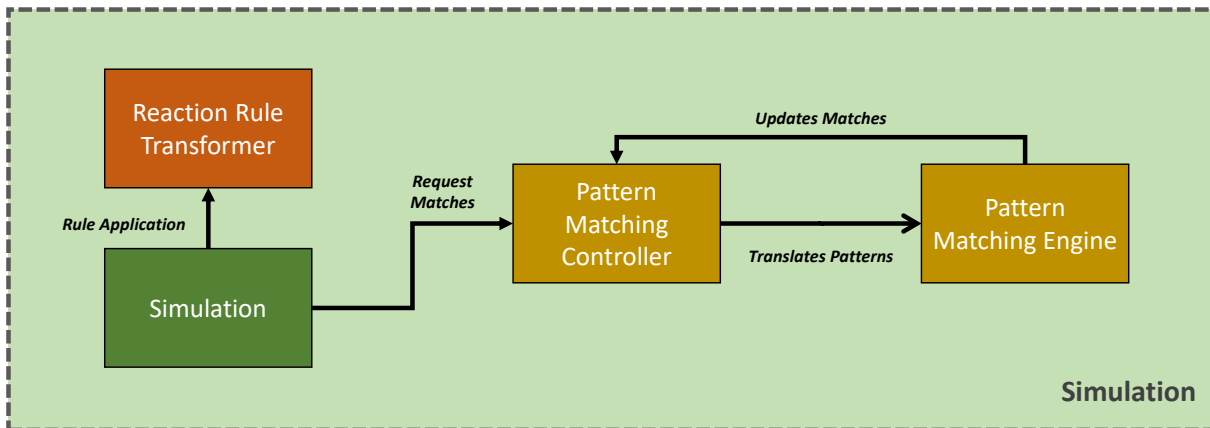 Reaction Rule
Transformer
Updates Matches
Request
Matches
Pattern
Matching
Controller
Pattern
Matching Engine
Rule Application
Translates Patterns
Simulation
Simulation